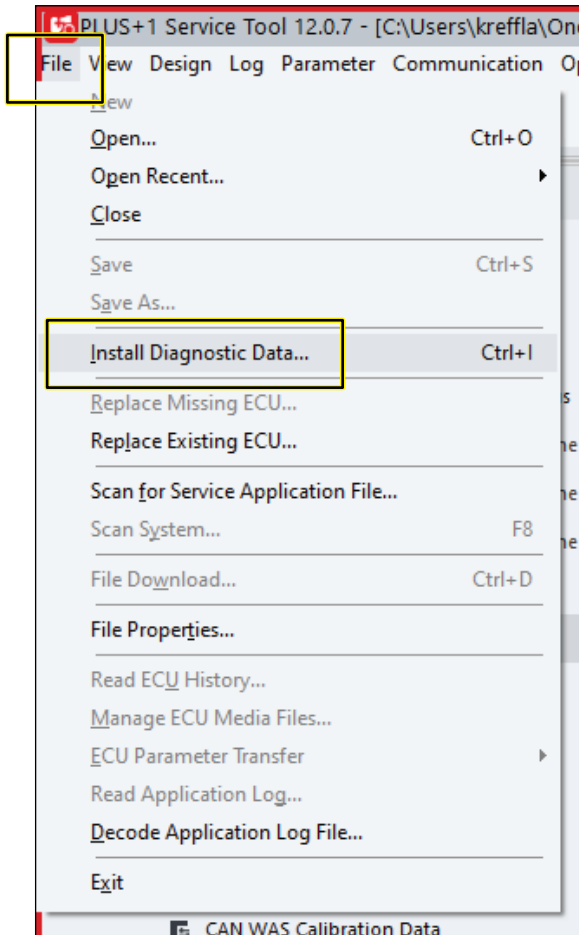 PLUS+1 Service Tool 12.0.7 - [C:\Users\kreffla\One
File View Design Log Parameter Communication Op
New
Open... Ctrl+O
Open Recent...
Close
Save Ctrl+S
Save As...
Install Diagnostic Data... Ctrl+I
Replace Missing ECU...
Replace Existing ECU...
Scan for Service Application File...
Scan System... F8
File Download... Ctrl+D
File Properties...
Read ECU History...
Manage ECU Media Files...
ECU Parameter Transfer
Read Application Log...
Decode Application Log File...
Exit
CAN WAS Calibration Data